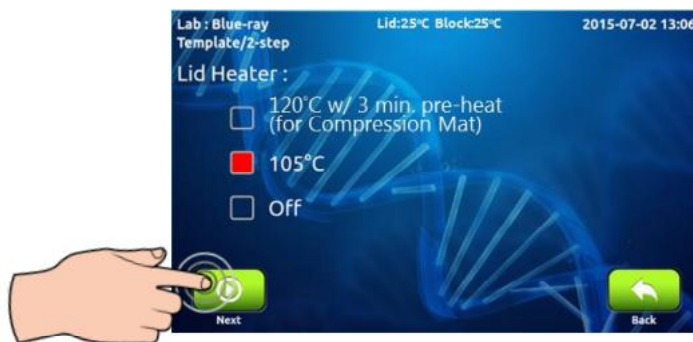 Lab : Blue-ray
Lid:25°C Block:25°C
2015-07-02 13:06
Template/2-step
Lid Heater :
120°C w/ 3 min. pre-heat
(for Compression Mat)
105°C
Off
Next
Back